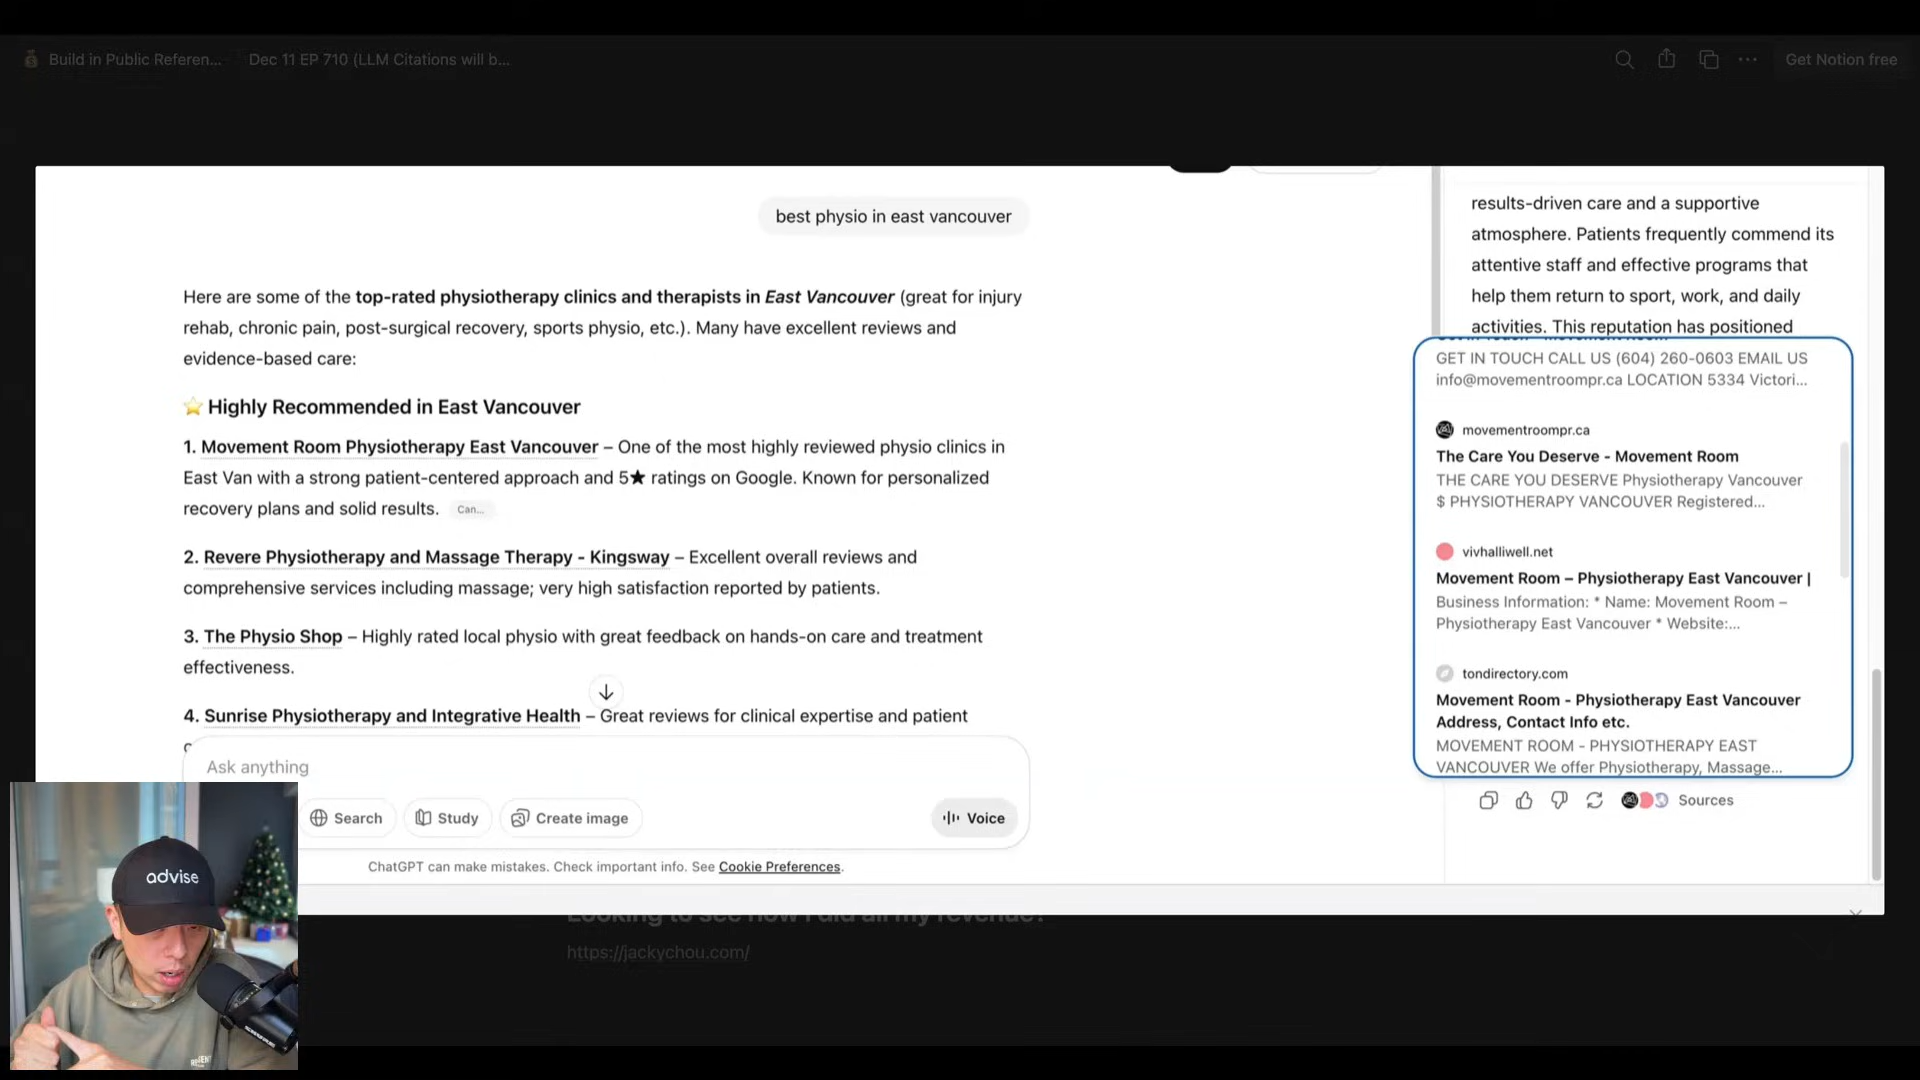 Build in Public Referen...
Dec 11 EP 710 (LLM Citations will b...
Get Notion free
best physio in east vancouver
Here are some of the top-rated physiotherapy clinics and therapists in East Vancouver (great for injury
rehab, chronic pain, post-surgical recovery, sports physio, etc.). Many have excellent reviews and
evidence-based care:
⭐ Highly Recommended in East Vancouver
1. Movement Room Physiotherapy East Vancouver – One of the most highly reviewed physio clinics in
East Van with a strong patient-centered approach and 5★ ratings on Google. Known for personalized
recovery plans and solid results. Can...
2. Revere Physiotherapy and Massage Therapy - Kingsway – Excellent overall reviews and
comprehensive services including massage; very high satisfaction reported by patients.
3. The Physio Shop – Highly rated local physio with great feedback on hands-on care and treatment
effectiveness.
4. Sunrise Physiotherapy and Integrative Health – Great reviews for clinical expertise and patient
Ask anything
Search
Study
Create image
Voice
ChatGPT can make mistakes. Check important info. See Cookie Preferences.
results-driven care and a supportive
atmosphere. Patients frequently commend its
attentive staff and effective programs that
help them return to sport, work, and daily
activities. This reputation has positioned
GET IN TOUCH CALL US (604) 260-0603 EMAIL US
info@movementroompr.ca LOCATION 5334 Victori...
movementroompr.ca
The Care You Deserve - Movement Room
THE CARE YOU DESERVE Physiotherapy Vancouver
$ PHYSIOTHERAPY VANCOUVER Registered...
vivhalliwell.net
Movement Room – Physiotherapy East Vancouver |
Business Information: * Name: Movement Room –
Physiotherapy East Vancouver * Website:...
tondirectory.com
Movement Room - Physiotherapy East Vancouver
Address, Contact Info etc.
MOVEMENT ROOM - PHYSIOTHERAPY EAST
VANCOUVER We offer Physiotherapy, Massage...
Sources
Looking to see how I did all my revenue?
https://jackychou.com/
advise